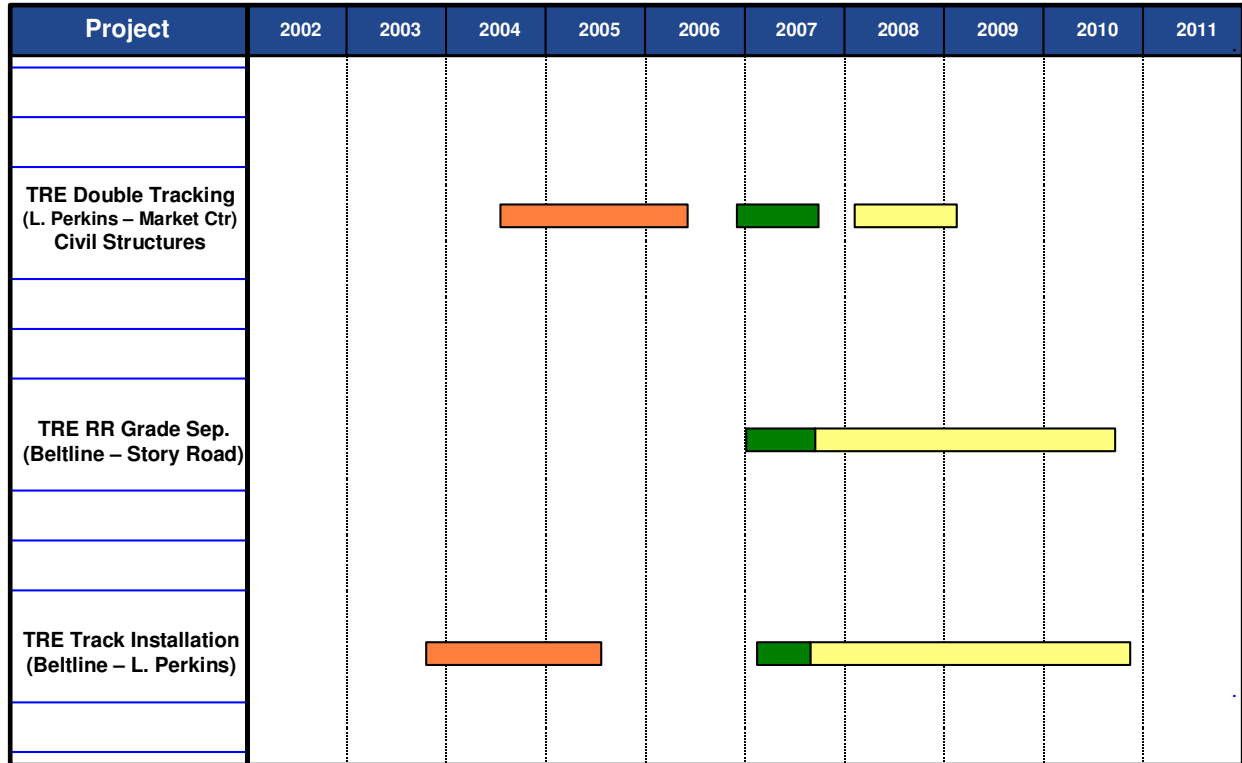 Project 2002 2003 2004 2005 2006 2007 2008 2009 2010 2011
TRE Double Tracking
(L. Perkins – Market Ctr)
Civil Structures
TRE RR Grade Sep.
(Beltline – Story Road)
TRE Track Installation
(Beltline – L. Perkins)